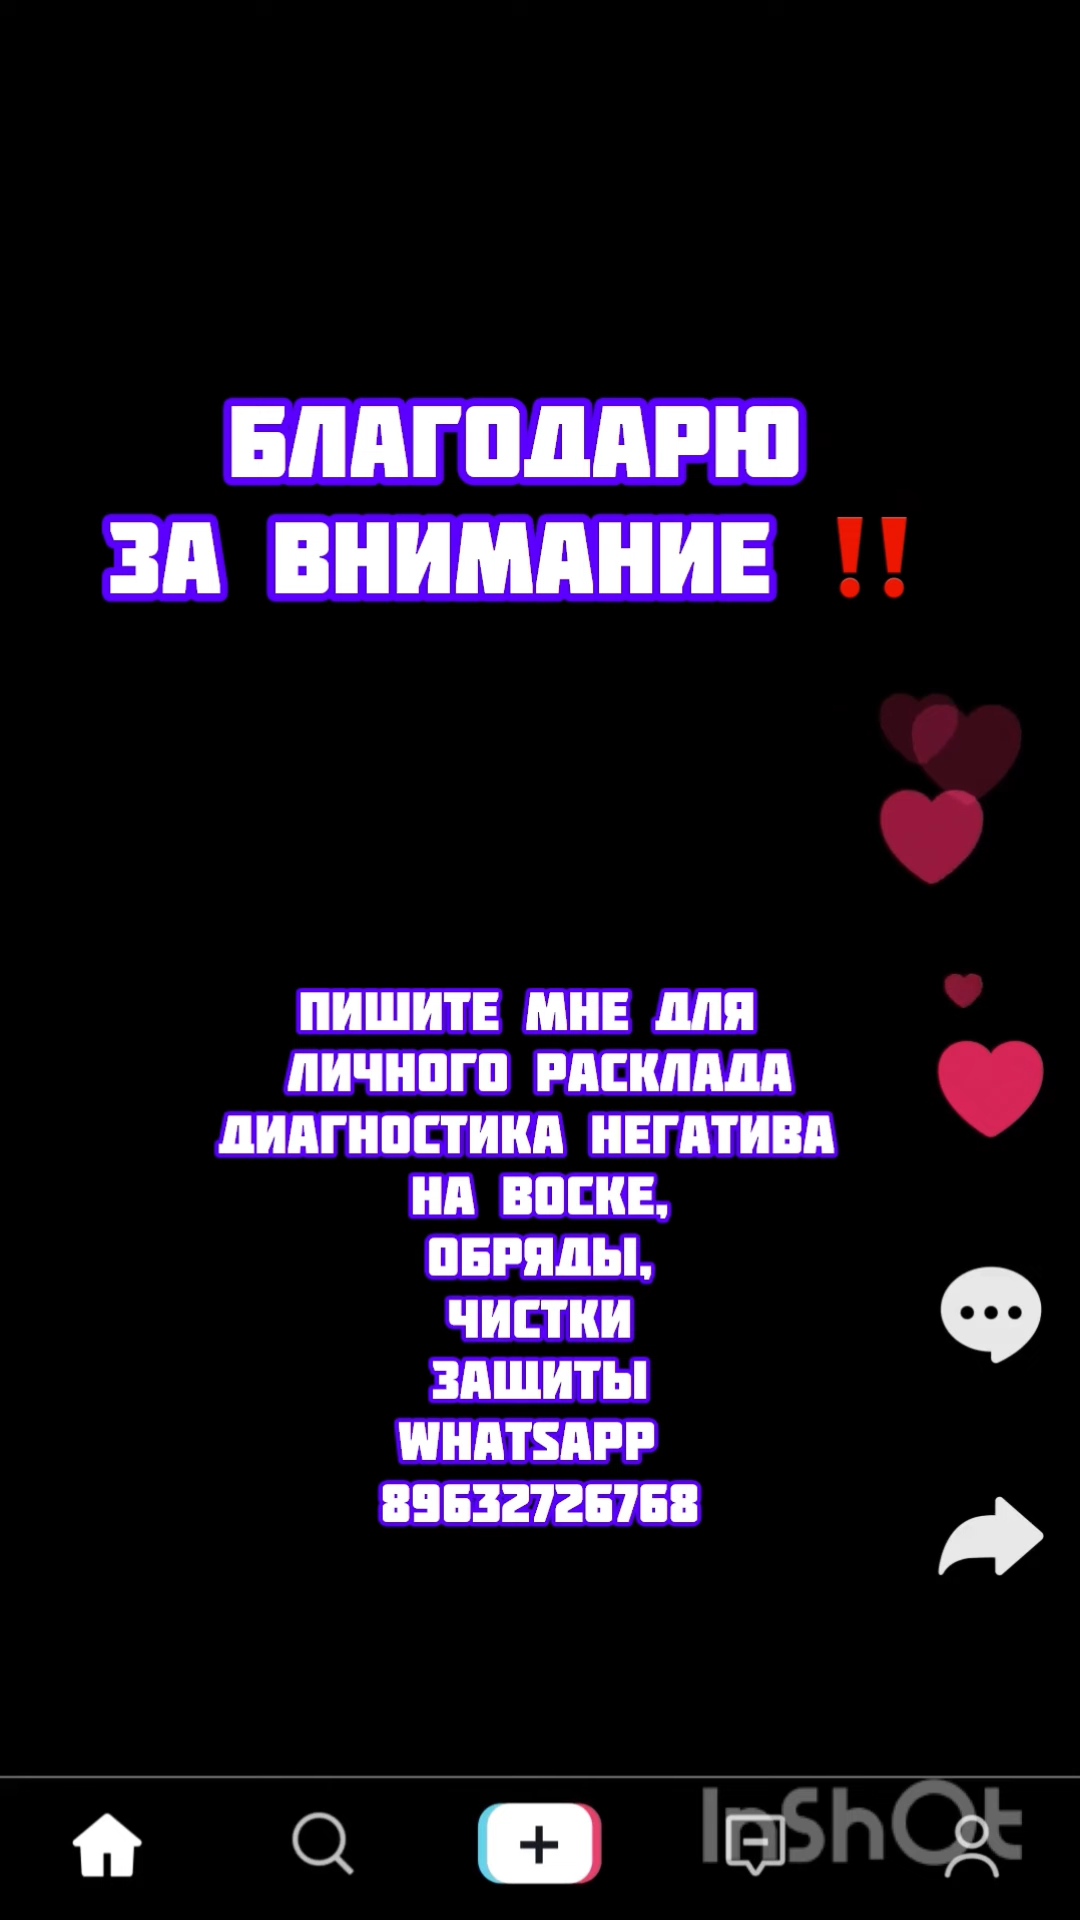 БЛАГОДАРЮ
ЗА ВНИМАНИЕ ‼️
ПИШИТЕ МНЕ ДЛЯ
ЛИЧНОГО РАСКЛАДА
ДИАГНОСТИКА НЕГАТИВА
НА ВОСКЕ,
ОБРЯДЫ,
ЧИСТКИ
ЗАЩИТЫ
WHATSAPP
89632726768
InShOt